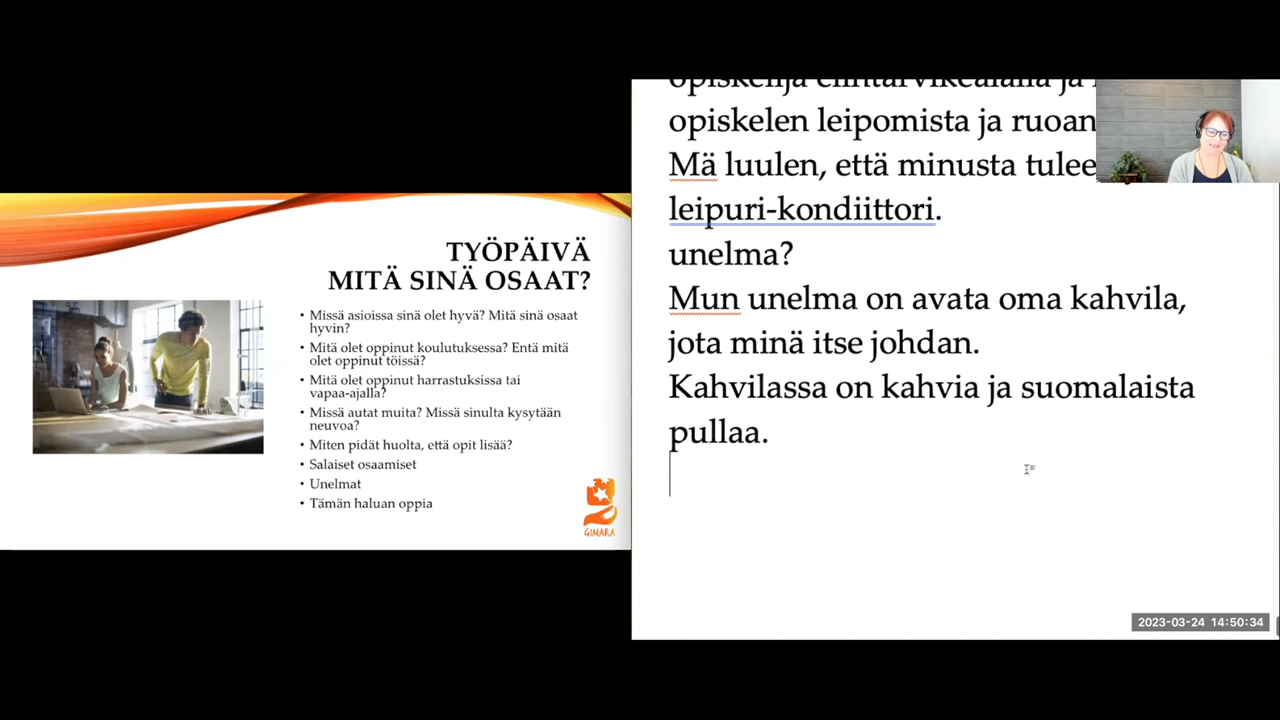 TYÖPÄIVÄ
MITÄ SINÄ OSAAT?
• Missä asioissa sinä olet hyvä? Mitä sinä osaat
hyvin?
• Mitä olet oppinut koulutuksessa? Entä mitä
olet oppinut töissä?
• Mitä olet oppinut harrastuksissa tai
vapaa-ajalla?
• Missä autat muita? Missä sinulta kysytään
neuvoa?
• Miten pidät huolta, että opit lisää?
• Salaiset osaamiset
• Unelmat
• Tämän haluan oppia
GIMARA
opiskelija elintarvikealalla ja
opiskelen leipomista ja ruoan
Mä luulen, että minusta tulee
leipuri-kondiittori.
unelma?
Mun unelma on avata oma kahvila,
jota minä itse johdan.
Kahvilassa on kahvia ja suomalaista
pullaa.
2023-03-24 14:50:34